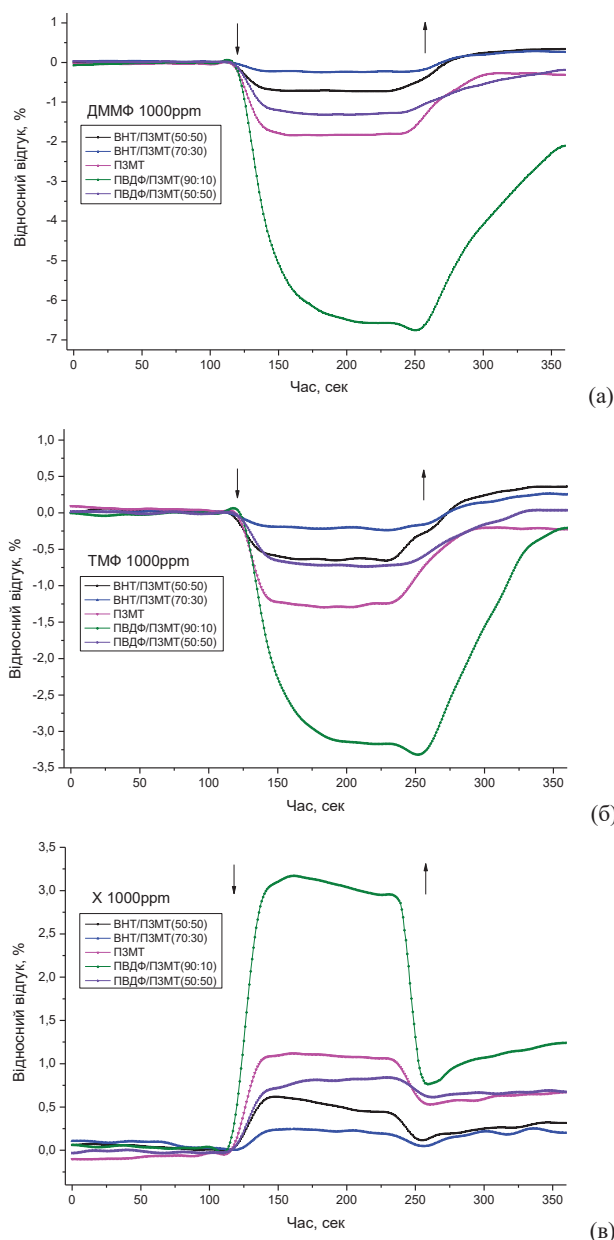 1
0
-1
-2
-3
-4
-5
-6
-7
Відносний відгук, %
ДММФ 1000ppm
ВНТ/ПЗМТ(50:50)
ВНТ/ПЗМТ(70:30)
ПЗМТ
ПВДФ/ПЗМТ(90:10)
ПВДФ/ПЗМТ(50:50)
0 50 100 150 200 250 300 350
Час, сек
(а)
1,0
0,5
0,0
-0,5
-1,0
-1,5
-2,0
-2,5
-3,0
-3,5
Відносний відгук, %
ТМФ 1000ppm
ВНТ/ПЗМТ(50:50)
ВНТ/ПЗМТ(70:30)
ПЗМТ
ПВДФ/ПЗМТ(90:10)
ПВДФ/ПЗМТ(50:50)
0 50 100 150 200 250 300 350
Час, сек
(б)
3,5
3,0
2,5
2,0
1,5
1,0
0,5
0,0
Відносний відгук, %
Х 1000ppm
ВНТ/ПЗМТ(50:50)
ВНТ/ПЗМТ(70:30)
ПЗМТ
ПВДФ/ПЗМТ(90:10)
ПВДФ/ПЗМТ(50:50)
0 50 100 150 200 250 300 350
Час, сек
(в)